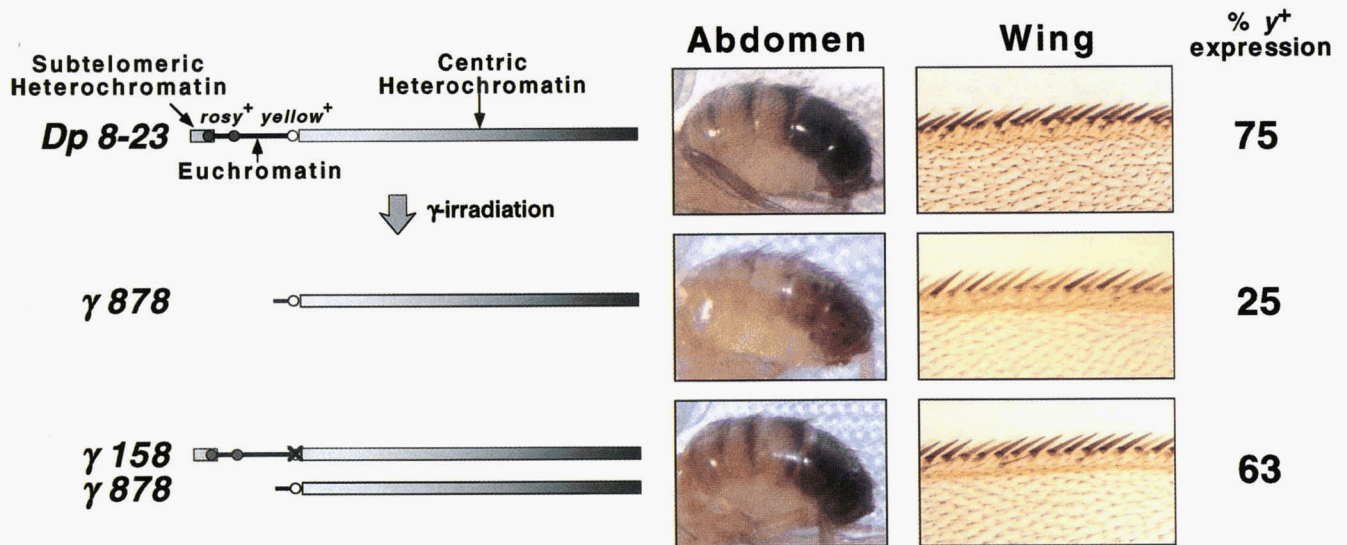 Abdomen
Wing
% y+
expression
Subtelomeric
Heterochromatin
Centric
Heterochromatin
rosy+ yellow+
Dp 8-23
Euchromatin
75
γ-irradiation
γ 878
25
γ 158
γ 878
63